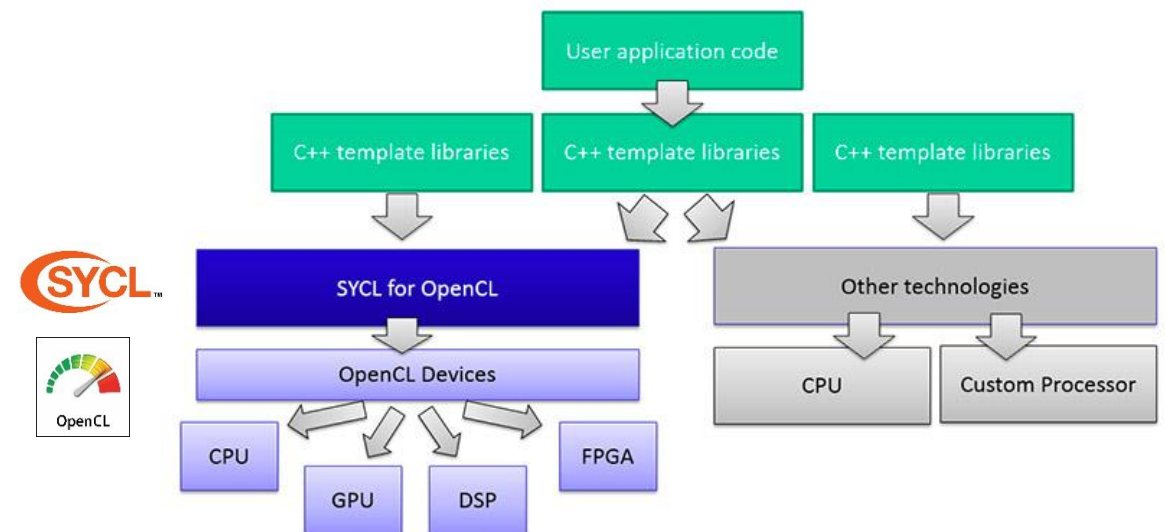 User application code
C++ template libraries
C++ template libraries
C++ template libraries
SYCL™
SYCL for OpenCL
Other technologies
OpenCL
OpenCL Devices
CPU
Custom Processor
CPU
GPU
DSP
FPGA